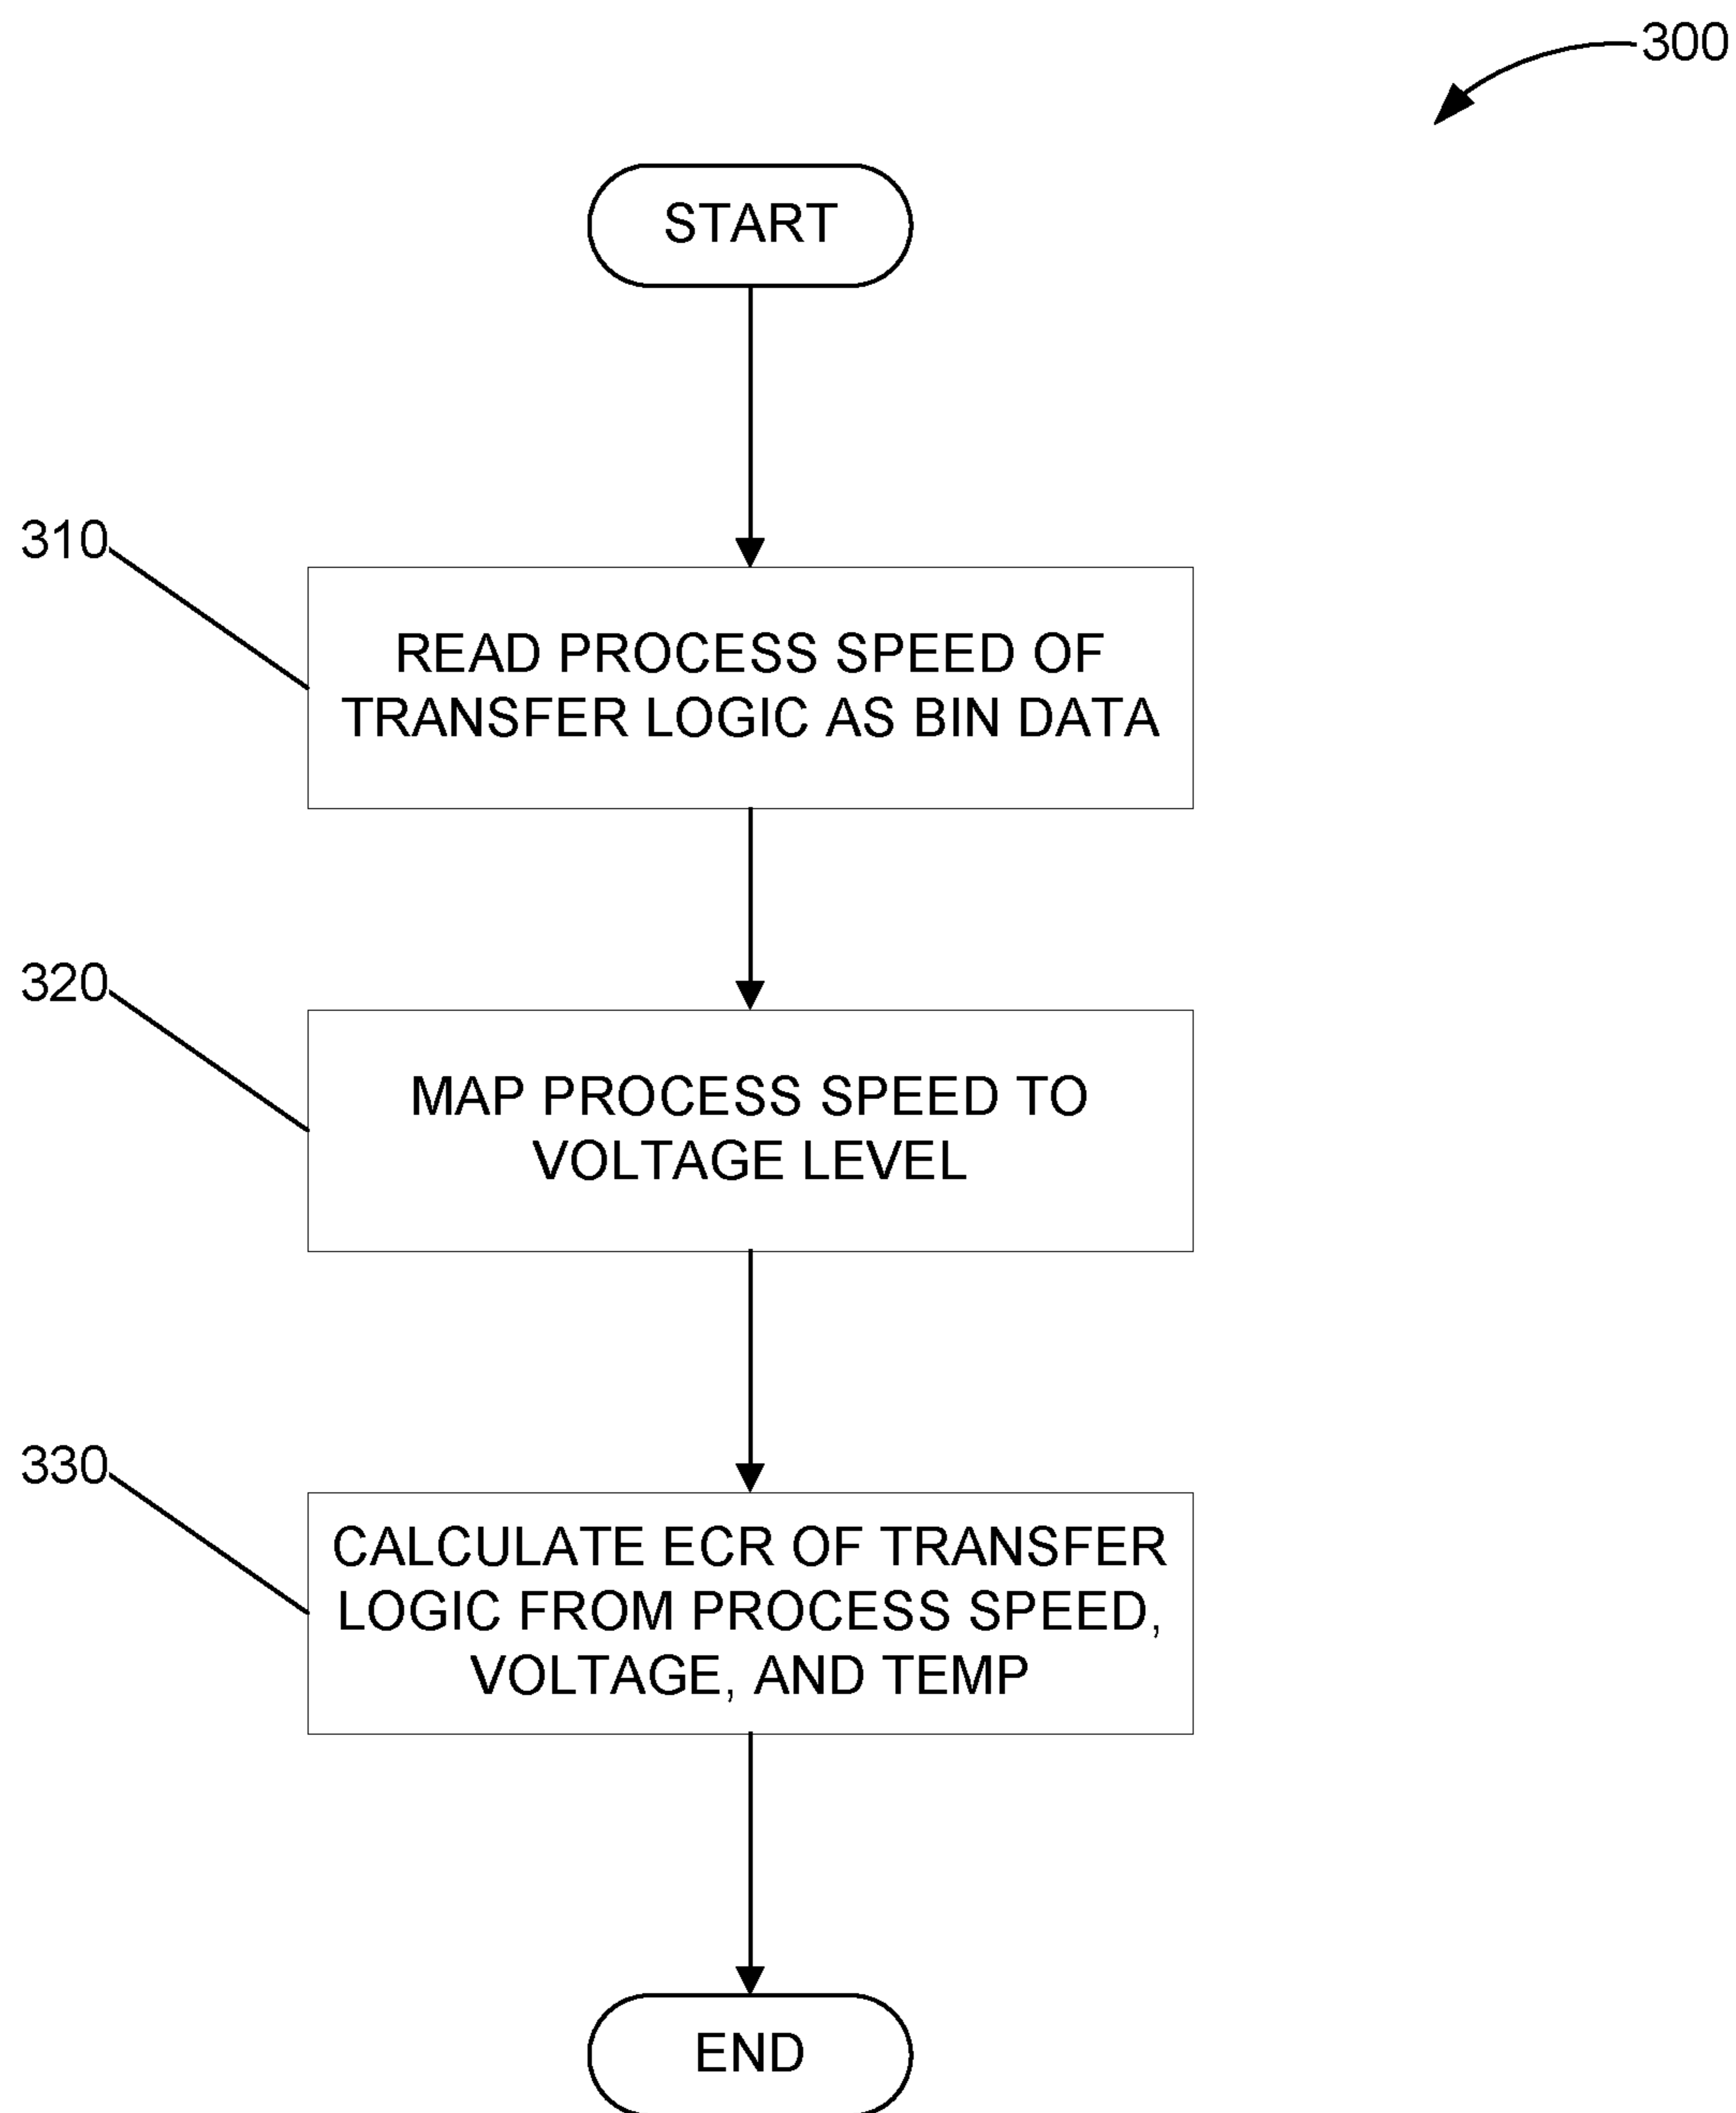 300
START
310
READ PROCESS SPEED OF
TRANSFER LOGIC AS BIN DATA
320
MAP PROCESS SPEED TO
VOLTAGE LEVEL
330
CALCULATE ECR OF TRANSFER
LOGIC FROM PROCESS SPEED,
VOLTAGE, AND TEMP
END